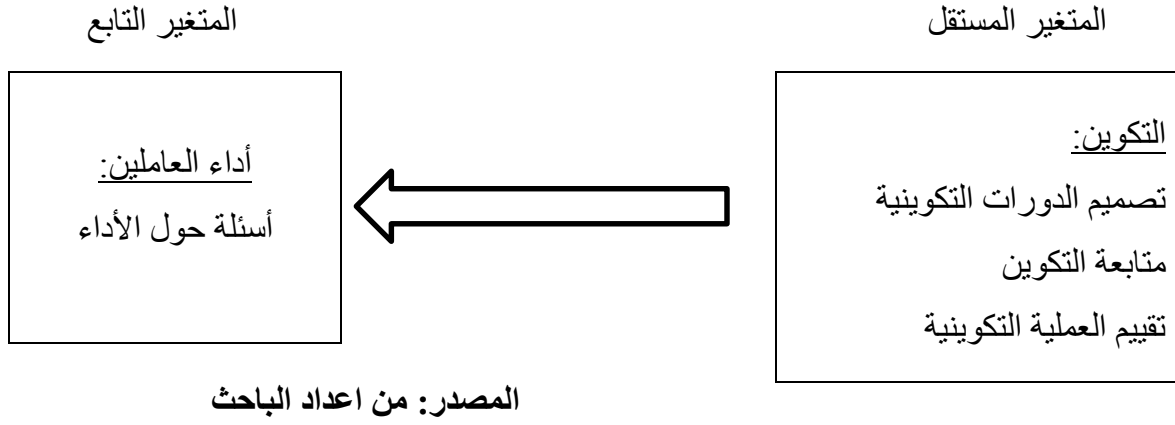 المتغير المستقل
المتغير التابع
التكوين:
تصميم الدورات التكوينية
متابعة التكوين
تقييم العملية التكوينية
أداء العاملين:
أسئلة حول الأداء
المصدر: من اعداد الباحث